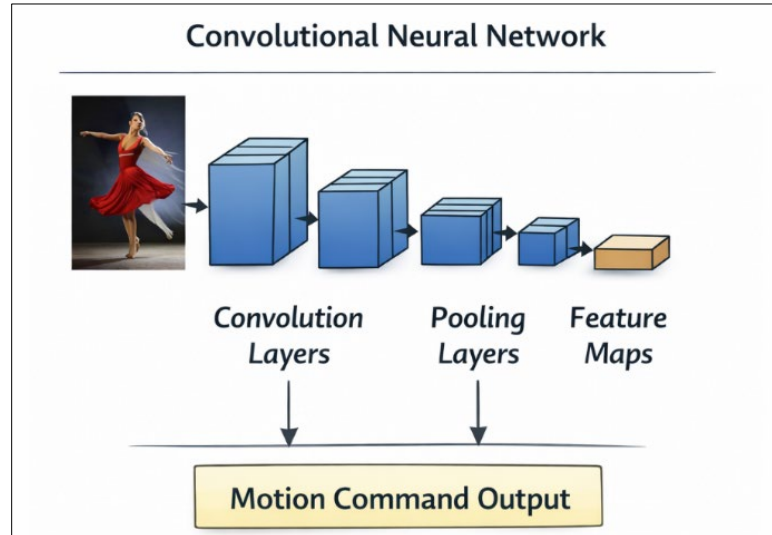 Convolutional Neural Network
Convolution
Layers
Pooling
Layers
Feature
Maps
Motion Command Output